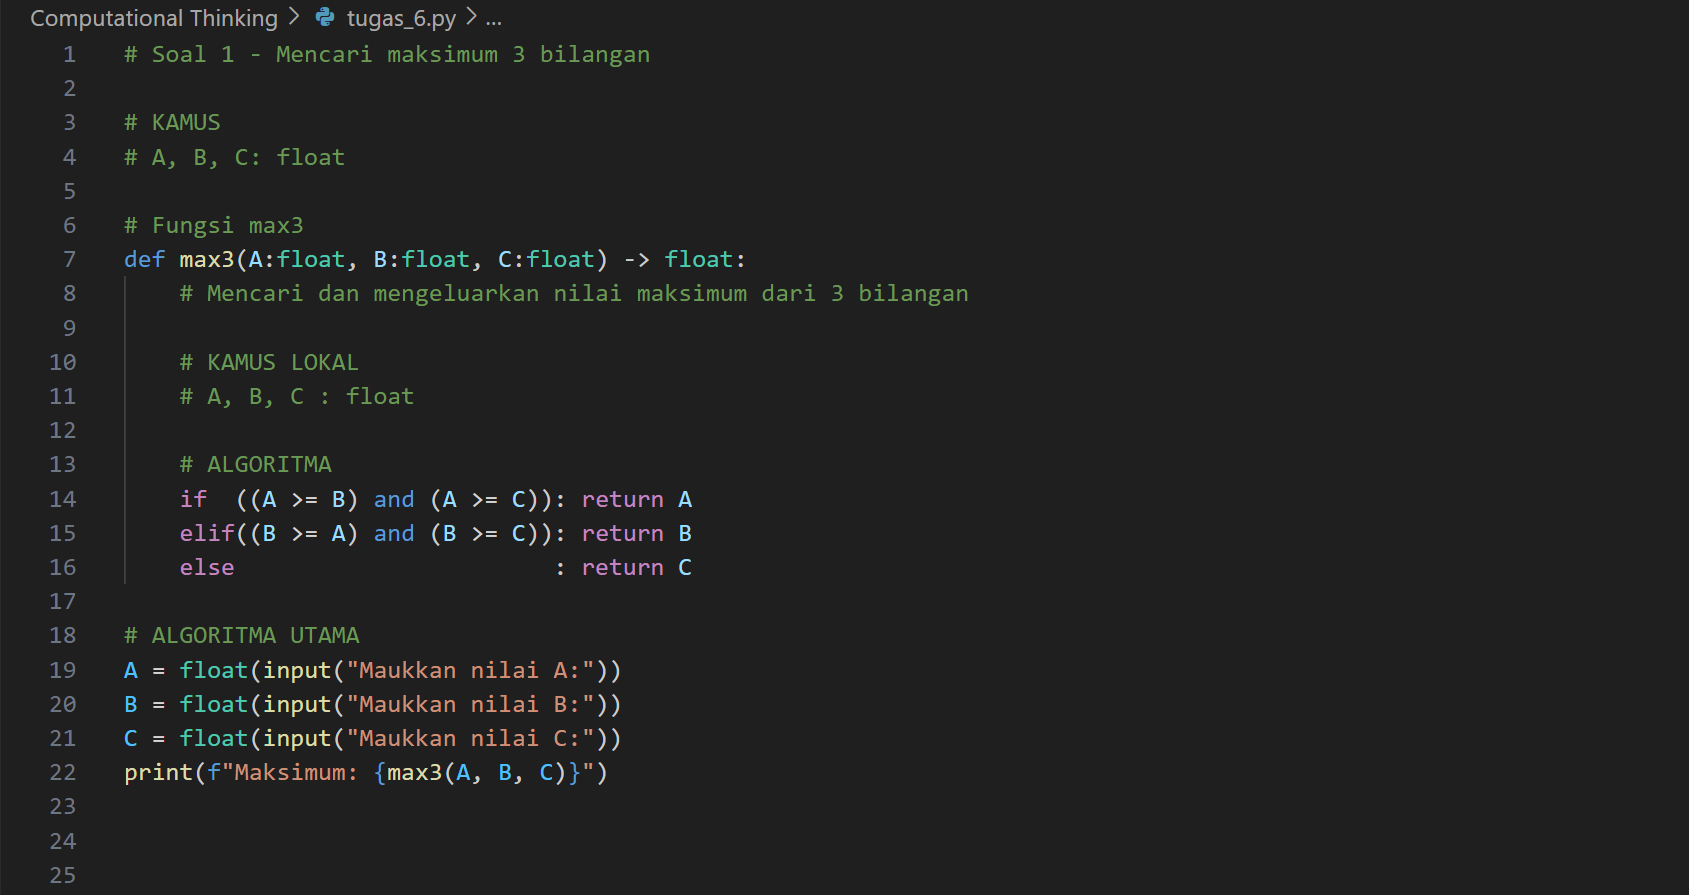 Computational Thinking > tugas_6.py > ...
1 # Soal 1 - Mencari maksimum 3 bilangan
2
3 # KAMUS
4 # A, B, C: float
5
6 # Fungsi max3
7 def max3(A:float, B:float, C:float) -> float:
8     # Mencari dan mengeluarkan nilai maksimum dari 3 bilangan
9
10     # KAMUS LOKAL
11     # A, B, C : float
12
13     # ALGORITMA
14     if  ((A >= B) and (A >= C)): return A
15     elif((B >= A) and (B >= C)): return B
16     else                       : return C
17
18 # ALGORITMA UTAMA
19 A = float(input("Maukkan nilai A:"))
20 B = float(input("Maukkan nilai B:"))
21 C = float(input("Maukkan nilai C:"))
22 print(f"Maksimum: {max3(A, B, C)}")
23
24
25